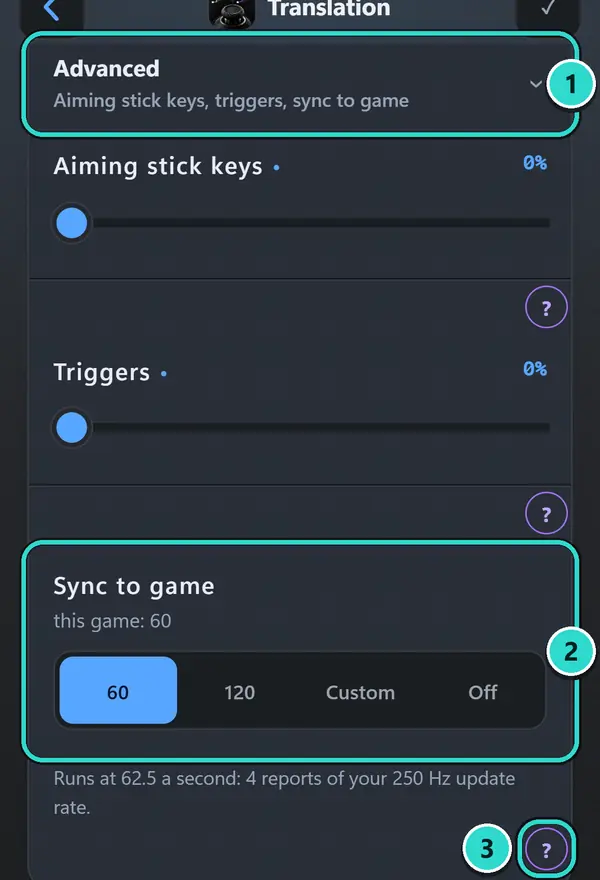 Translation
Advanced
Aiming stick keys, triggers, sync to game
1
Aiming stick keys
0%
?
Triggers
0%
?
Sync to game
this game: 60
2
60 120 Custom Off
Runs at 62.5 a second: 4 reports of your 250 Hz update
rate.
3 ?